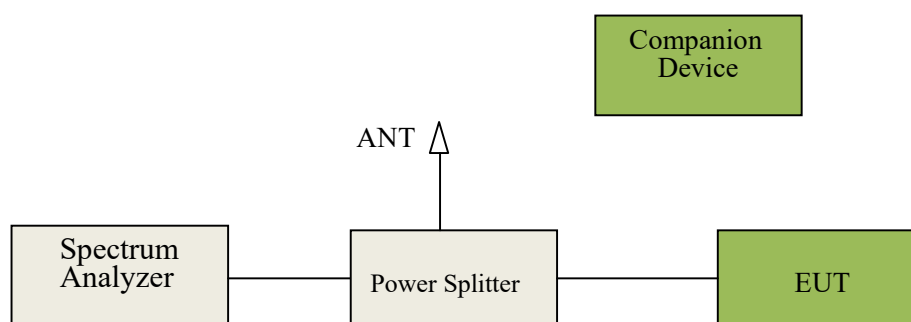 Companion
Device
ANT
Spectrum
Analyzer
Power Splitter
EUT